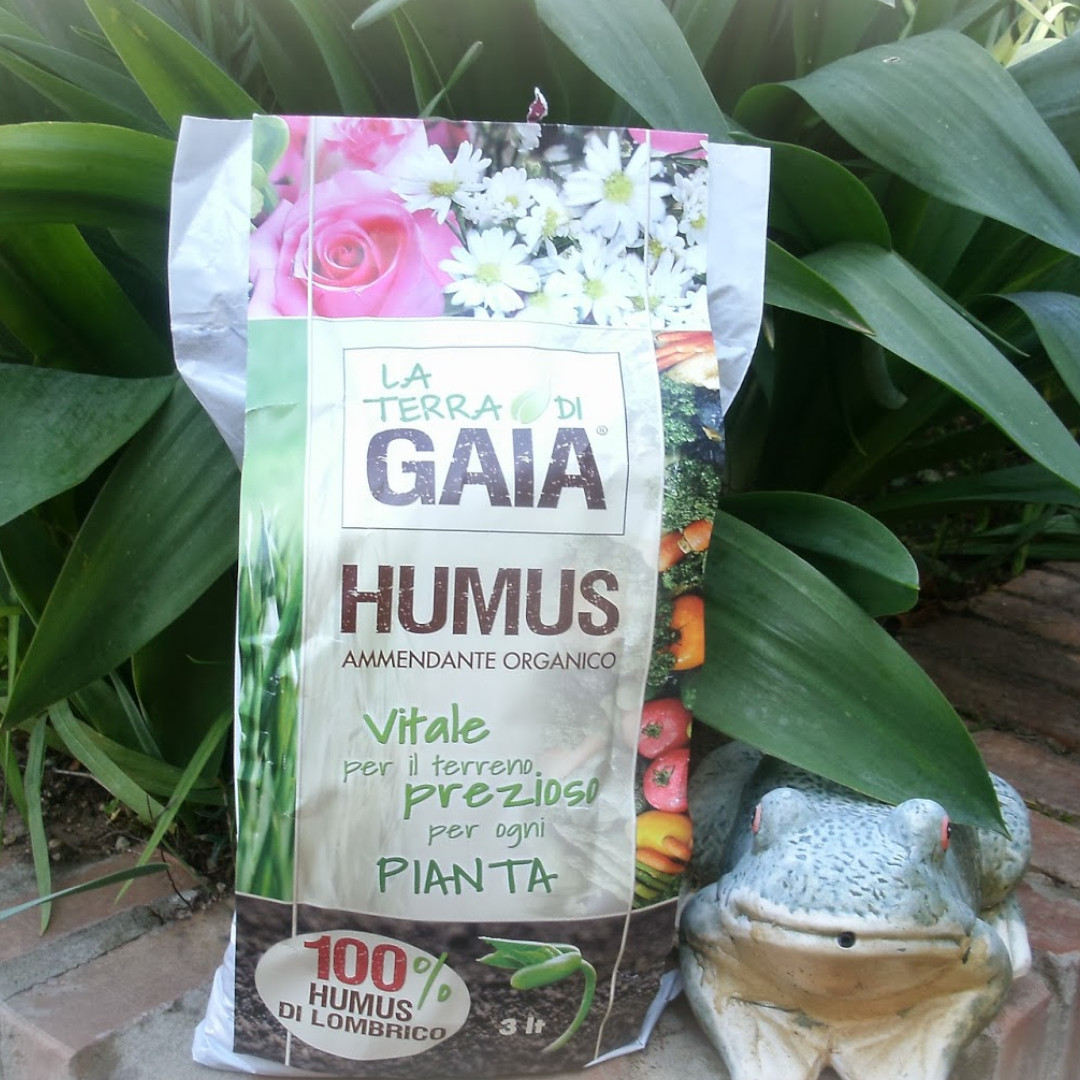 LA
TERRA DI
GAIA®
HUMUS
AMMENDANTE ORGANICO
Vitale
per il terreno
prezioso
per ogni
PIANTA
100%
HUMUS
DI LOMBRICO
3 lt